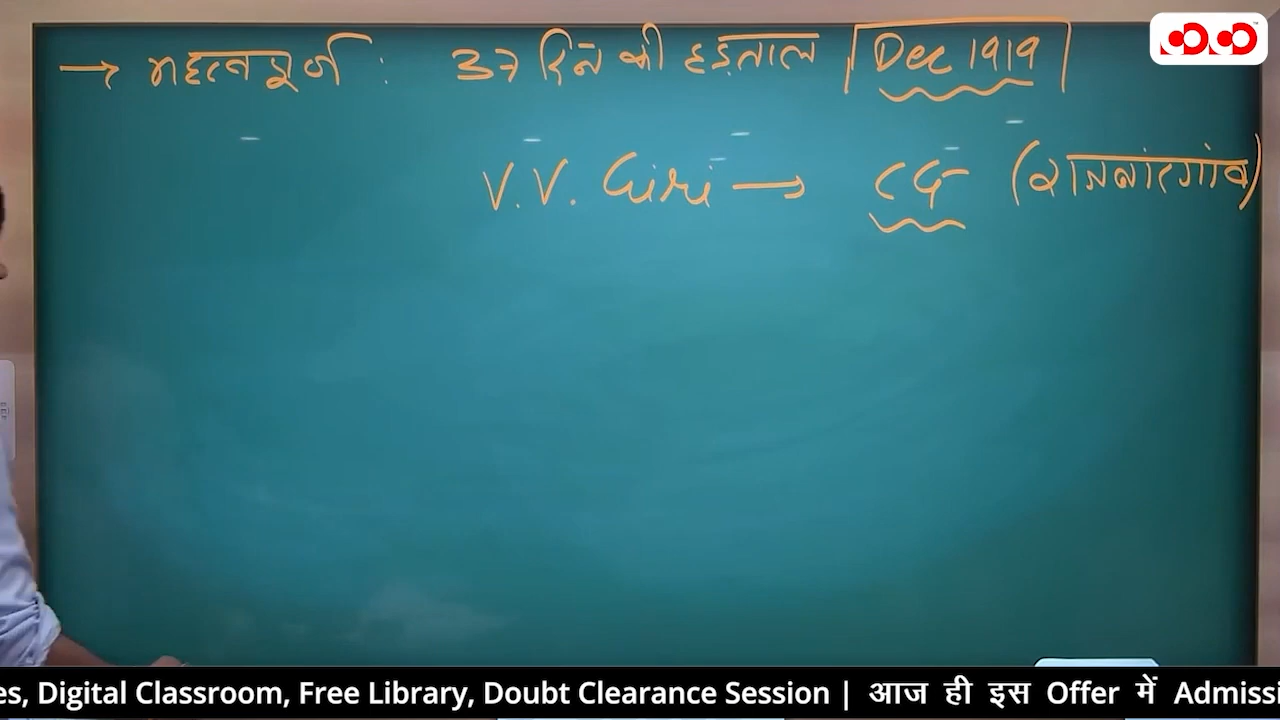 → महत्वपूर्ण : 37 दिन की हड़ताल Dec 1919
V.V. Giri → CG (राजनांदगांव)
es, Digital Classroom, Free Library, Doubt Clearance Session | आज ही इस Offer में Admissi